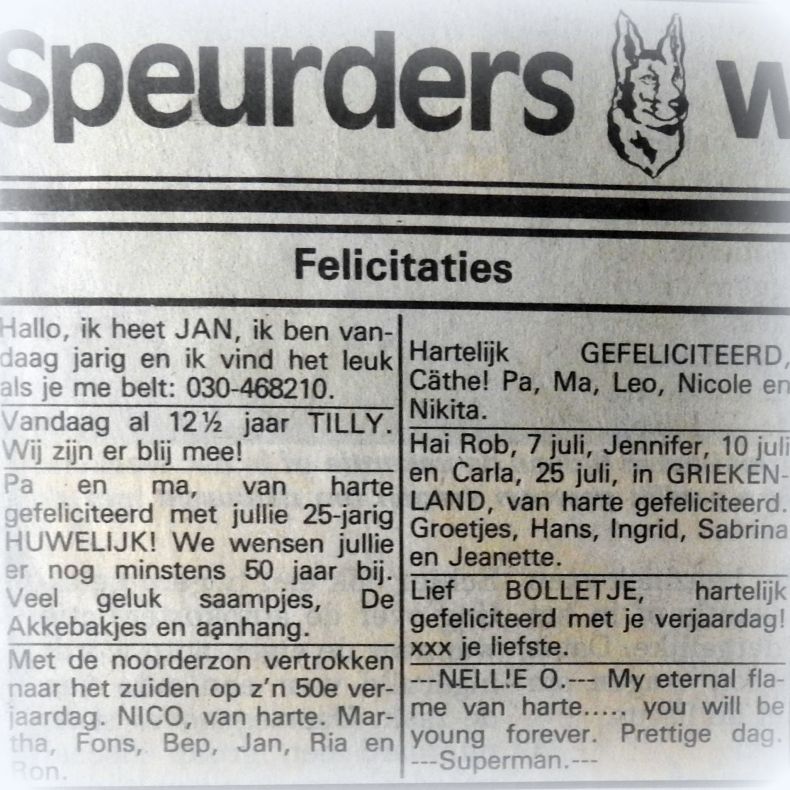 Speurders
Felicitaties
Hallo, ik heet JAN, ik ben van-
daag jarig en ik vind het leuk
als je me belt: 030-468210.
Vandaag al 12½ jaar TILLY.
Wij zijn er blij mee!
Pa en ma, van harte
gefeliciteerd met jullie 25-jarig
HUWELIJK! We wensen jullie
er nog minstens 50 jaar bij.
Veel geluk saampjes, De
Akkebakjes en aanhang.
Met de noorderzon vertrokken
naar het zuiden op z'n 50e ver-
jaardag. NICO, van harte. Mar-
tha, Fons, Bep, Jan, Ria en
Ron.
Hartelijk GEFELICITEERD,
Cäthe! Pa, Ma, Leo, Nicole en
Nikita.
Hai Rob, 7 juli, Jennifer, 10 juli
en Carla, 25 juli, in GRIEKEN-
LAND, van harte gefeliciteerd.
Groetjes, Hans, Ingrid, Sabrina
en Jeanette.
Lief BOLLETJE, hartelijk
gefeliciteerd met je verjaardag!
xxx je liefste.
---NELL!E O.--- My eternal fla-
me van harte..... you will be
young forever. Prettige dag.
---Superman.---